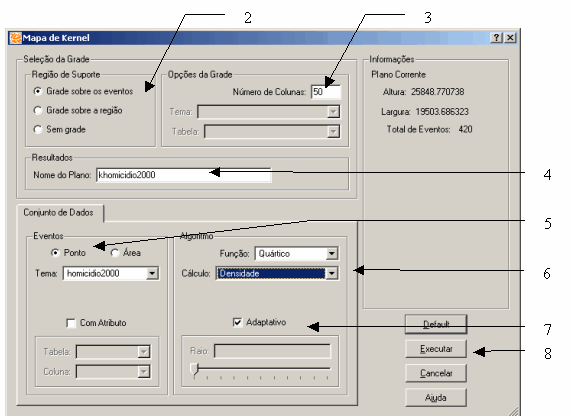 2
3
Mapa de Kernel
Seleção da Grade
Região de Suporte
Grade sobre os eventos
Grade sobre a região
Sem grade
Opções da Grade
Número de Colunas: 50
Tema:
Tabela:
Resultados
Nome do Plano: khomicidio2000
4
Informações
Plano Corrente
Altura: 25848.770738
Largura: 19503.686323
Total de Eventos: 420
Conjunto de Dados
5
Eventos
Ponto Área
Tema: homicidio2000
Com Atributo
Tabela:
Coluna:
Algoritmo
Função: Quártico
Cálculo: Densidade
6
Adaptativo
7
Raio:
Default
Executar
8
Cancelar
Ajuda